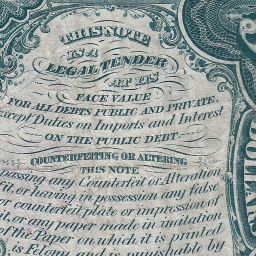 THIS NOTE
IS A
LEGAL TENDER
AT ITS
FACE VALUE
FOR ALL DEBTS PUBLIC AND PRIVATE,
Except Duties on Imports and Interest
ON THE PUBLIC DEBT
COUNTERFEITING OR ALTERING
THIS NOTE
passing any Counterfeit or Alteration
it, or having in possession any false
or counterfeit plate or impression of
it, or any paper made in imitation
of the Paper on which it is printed
is Felony, and is punishable by
DOLLARS